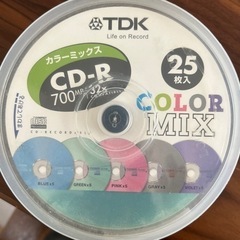 TDK
Life on Record
カラーミックス
25
枚入
CD-R
700MB 32x
COLOR
MIX
BLUE×5
GREEN×5
PINK×5
GRAY×5
VIOLET×5